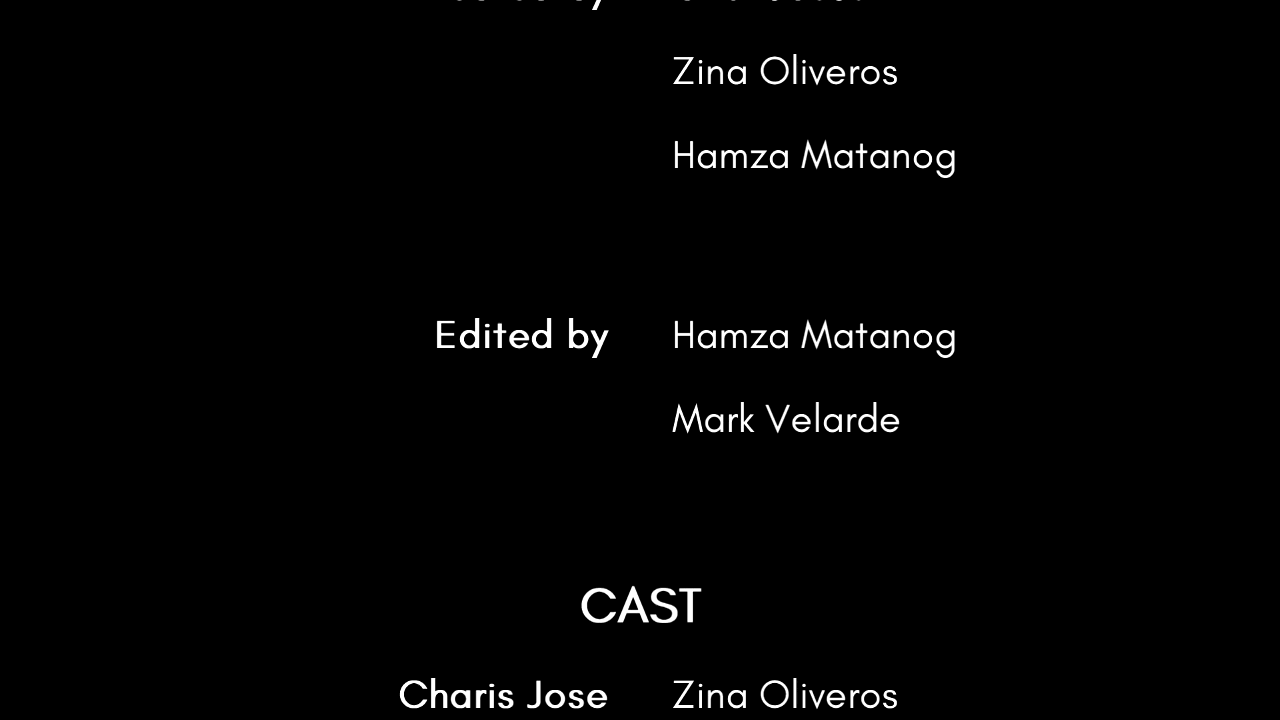 Zina Oliveros
Hamza Matanog
Edited by Hamza Matanog
Mark Velarde
CAST
Charis Jose Zina Oliveros